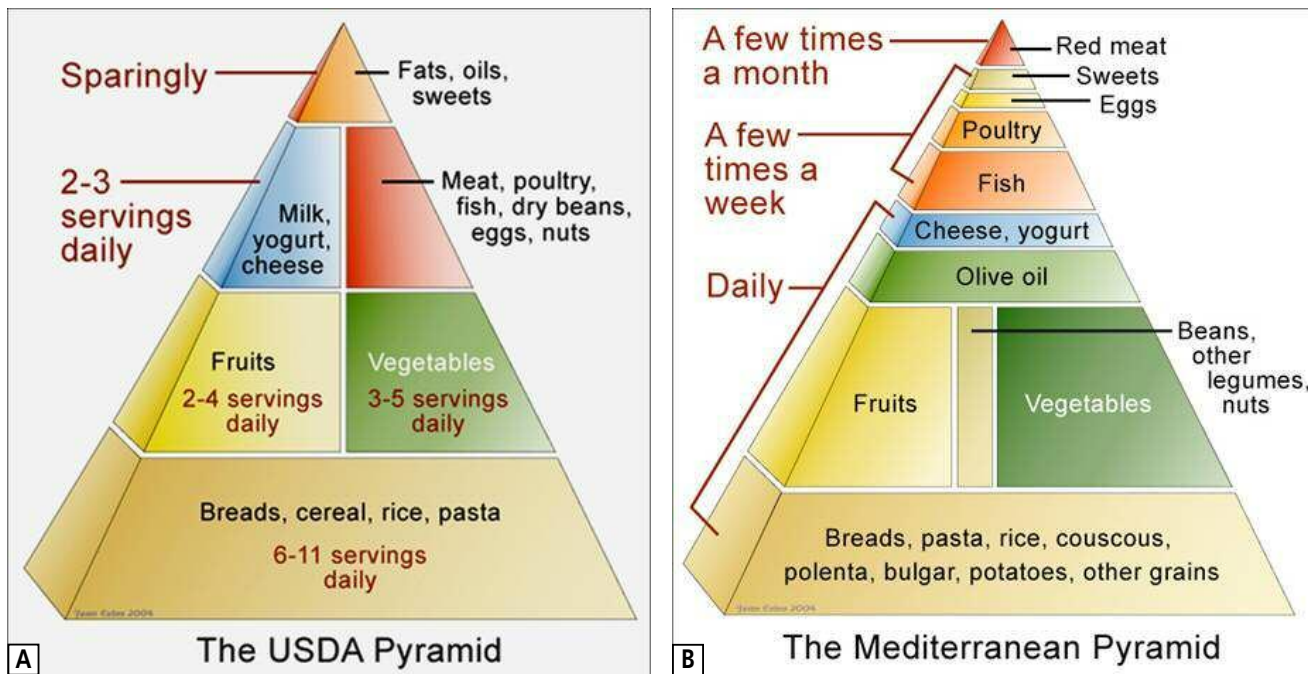 Sparingly
Fats, oils,
sweets
2-3
servings
daily
Milk,
yogurt,
cheese
Meat, poultry,
fish, dry beans,
eggs, nuts
Fruits
2-4 servings
daily
Vegetables
3-5 servings
daily
Breads, cereal, rice, pasta
6-11 servings
daily
A
The USDA Pyramid
A few times
a month
Red meat
Sweets
Eggs
A few
times a
week
Poultry
Fish
Cheese, yogurt
Daily
Olive oil
Beans,
other
legumes,
nuts
Fruits
Vegetables
Breads, pasta, rice, couscous,
polenta, bulgar, potatoes, other grains
B
The Mediterranean Pyramid